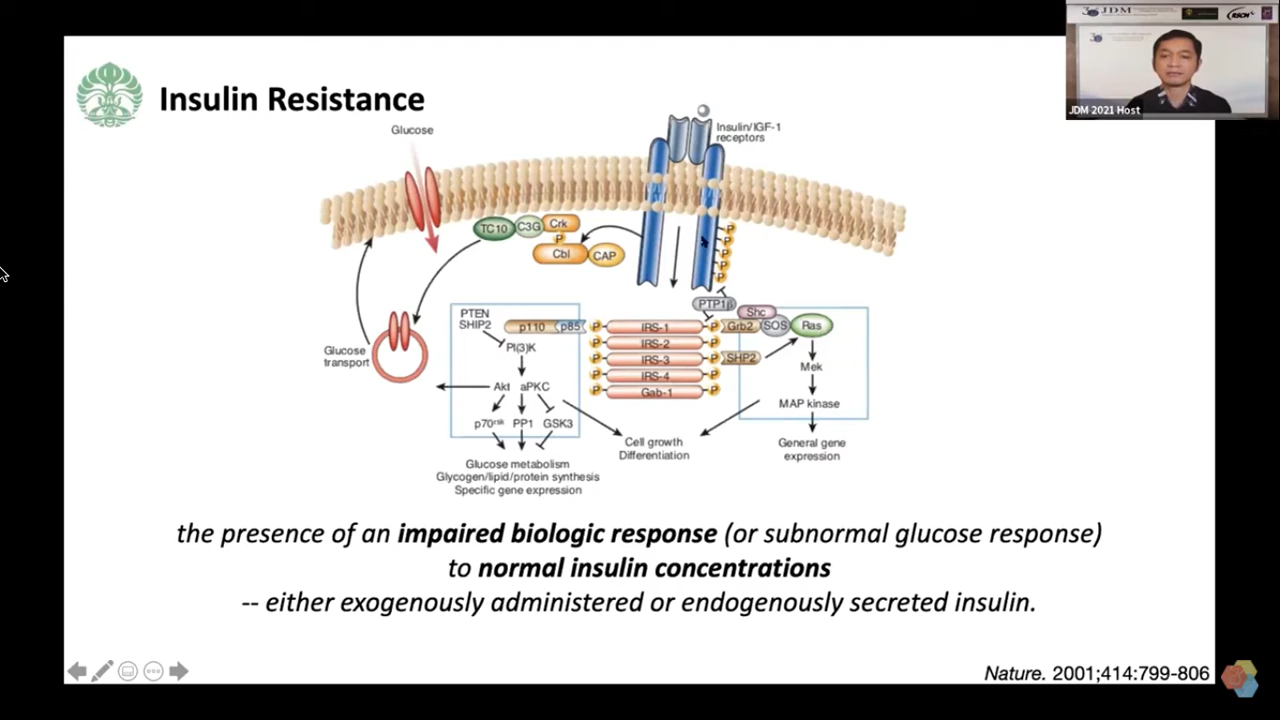 JDM
RSCM
JDM 2021 Host
Insulin Resistance
Glucose
Insulin/IGF-1
receptors
TC10
C3G
Crk
P
Cbl
CAP
P
P
P
P
P
PTP1β
Shc
PTEN
SHIP2
p110
p85
P
IRS-1
P
Grb2
SOS
Ras
PI(3)K
IRS-2
Glucose
transport
P
IRS-3
P
SHP2
Mek
P
IRS-4
P
Akt
aPKC
P
Gab-1
P
MAP kinase
p70rsk
PP1
GSK3
Cell growth
Differentiation
General gene
expression
Glucose metabolism
Glycogen/lipid/protein synthesis
Specific gene expression
the presence of an impaired biologic response (or subnormal glucose response)
to normal insulin concentrations
-- either exogenously administered or endogenously secreted insulin.
Nature. 2001;414:799-806